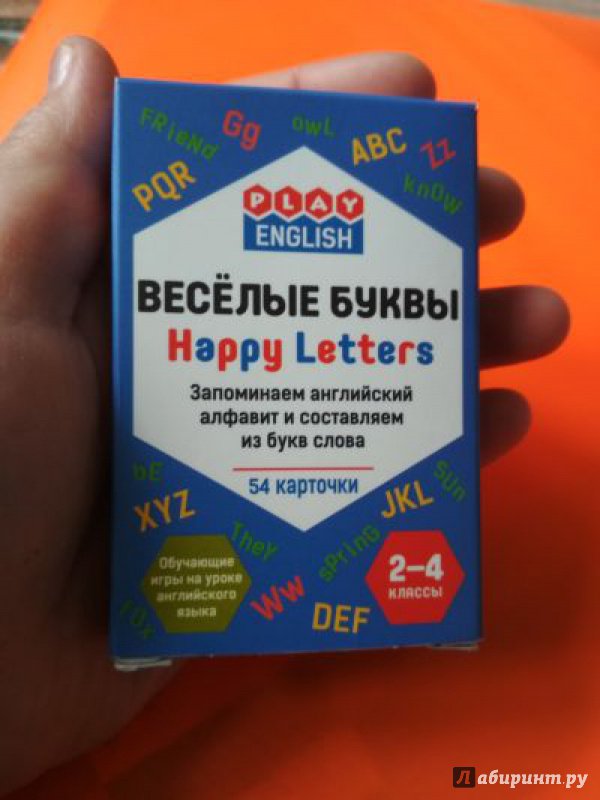 FRieNd
Gg
owL
ABC
Zz
PQR
knOW
PLAY
ENGLISH
ВЕСЁЛЫЕ БУКВЫ
Happy Letters
Запоминаем английский
алфавит и составляем
из букв слова
54 карточки
bE
XYZ
JKL
SUn
TheY
sPrinG
Обучающие
игры на уроке
английского
языка
2–4
КЛАССЫ
fOx
Ww
DEF
Лабиринт.ру